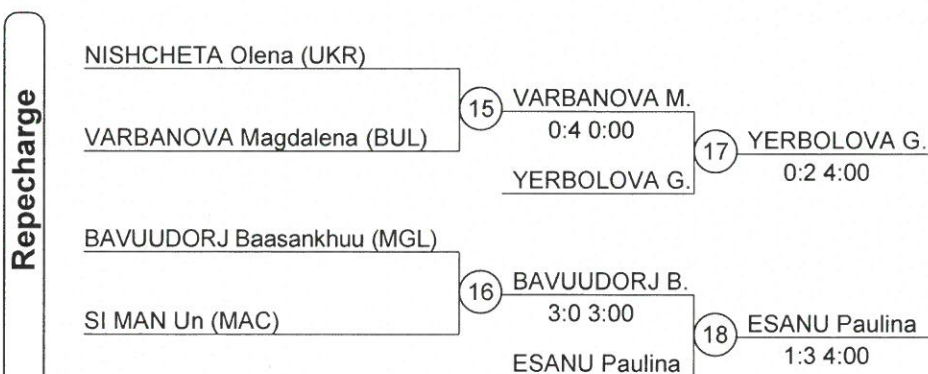 Repechage
NISHCHETA Olena (UKR)
VARBANOVA Magdalena (BUL)
15
VARBANOVA M.
0:4 0:00
YERBOLOVA G.
17
YERBOLOVA G.
0:2 4:00
BAVUUDORJ Baasankhuu (MGL)
SI MAN Un (MAC)
16
BAVUUDORJ B.
3:0 3:00
ESANU Paulina
18
ESANU Paulina
1:3 4:00